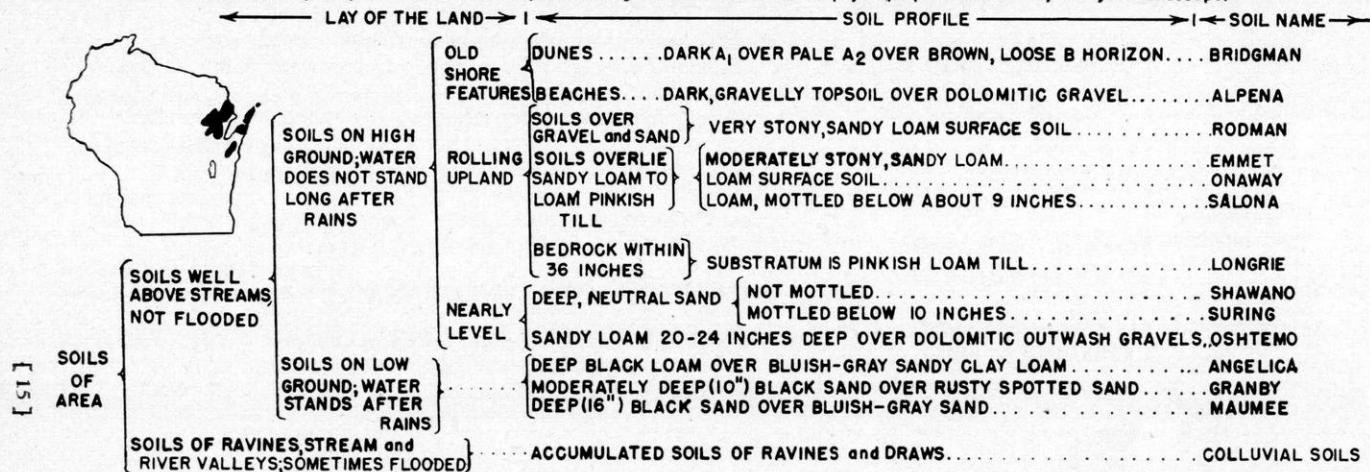 LAY OF THE LAND SOIL PROFILE SOIL NAME
OLD SHORE FEATURES
DUNES ...... DARK A1 OVER PALE A2 OVER BROWN, LOOSE B HORIZON.... BRIDGMAN
BEACHES.... DARK, GRAVELLY TOPSOIL OVER DOLOMITIC GRAVEL....... ALPENA
SOILS ON HIGH GROUND; WATER DOES NOT STAND LONG AFTER RAINS
ROLLING UPLAND
SOILS OVER GRAVEL and SAND
VERY STONY, SANDY LOAM SURFACE SOIL ........... RODMAN
SOILS OVERLIE SANDY LOAM TO LOAM PINKISH TILL
MODERATELY STONY, SANDY LOAM.................. EMMET
LOAM SURFACE SOIL............................ ONAWAY
LOAM, MOTTLED BELOW ABOUT 9 INCHES............ SALONA
BEDROCK WITHIN 36 INCHES
SUBSTRATUM IS PINKISH LOAM TILL.............. LONGRIE
SOILS WELL ABOVE STREAMS, NOT FLOODED
NEARLY LEVEL
DEEP, NEUTRAL SAND
NOT MOTTLED......................... SHAWANO
MOTTLED BELOW 10 INCHES............... SURING
SANDY LOAM 20-24 INCHES DEEP OVER DOLOMITIC OUTWASH GRAVELS..OSHTEMO
SOILS OF AREA
SOILS ON LOW GROUND; WATER STANDS AFTER RAINS
DEEP BLACK LOAM OVER BLUISH-GRAY SANDY CLAY LOAM......... ANGELICA
MODERATELY DEEP (10") BLACK SAND OVER RUSTY SPOTTED SAND ..... GRANBY
DEEP (16") BLACK SAND OVER BLUISH-GRAY SAND................ MAUMEE
SOILS OF RAVINES, STREAM and RIVER VALLEYS; SOMETIMES FLOODED
ACCUMULATED SOILS OF RAVINES and DRAWS................... COLLUVIAL SOILS
[15]